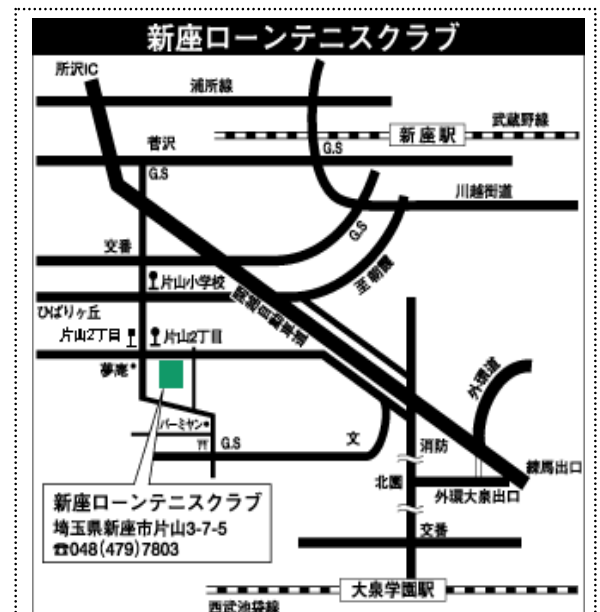 新座ローンテニスクラブ
所沢IC
浦所線
武蔵野線
新座駅
菅沢
G.S
G.S
川越街道
交番
G.S
至朝霞
片山小学校
ひばりヶ丘
関越自動車道
片山2丁目
片山2丁目
夢庵
外環道
バーミヤン
G.S
文
消防
練馬出口
北園
外環大泉出口
新座ローンテニスクラブ
埼玉県新座市片山3-7-5
☎048(479)7803
交番
大泉学園駅
西武池袋線